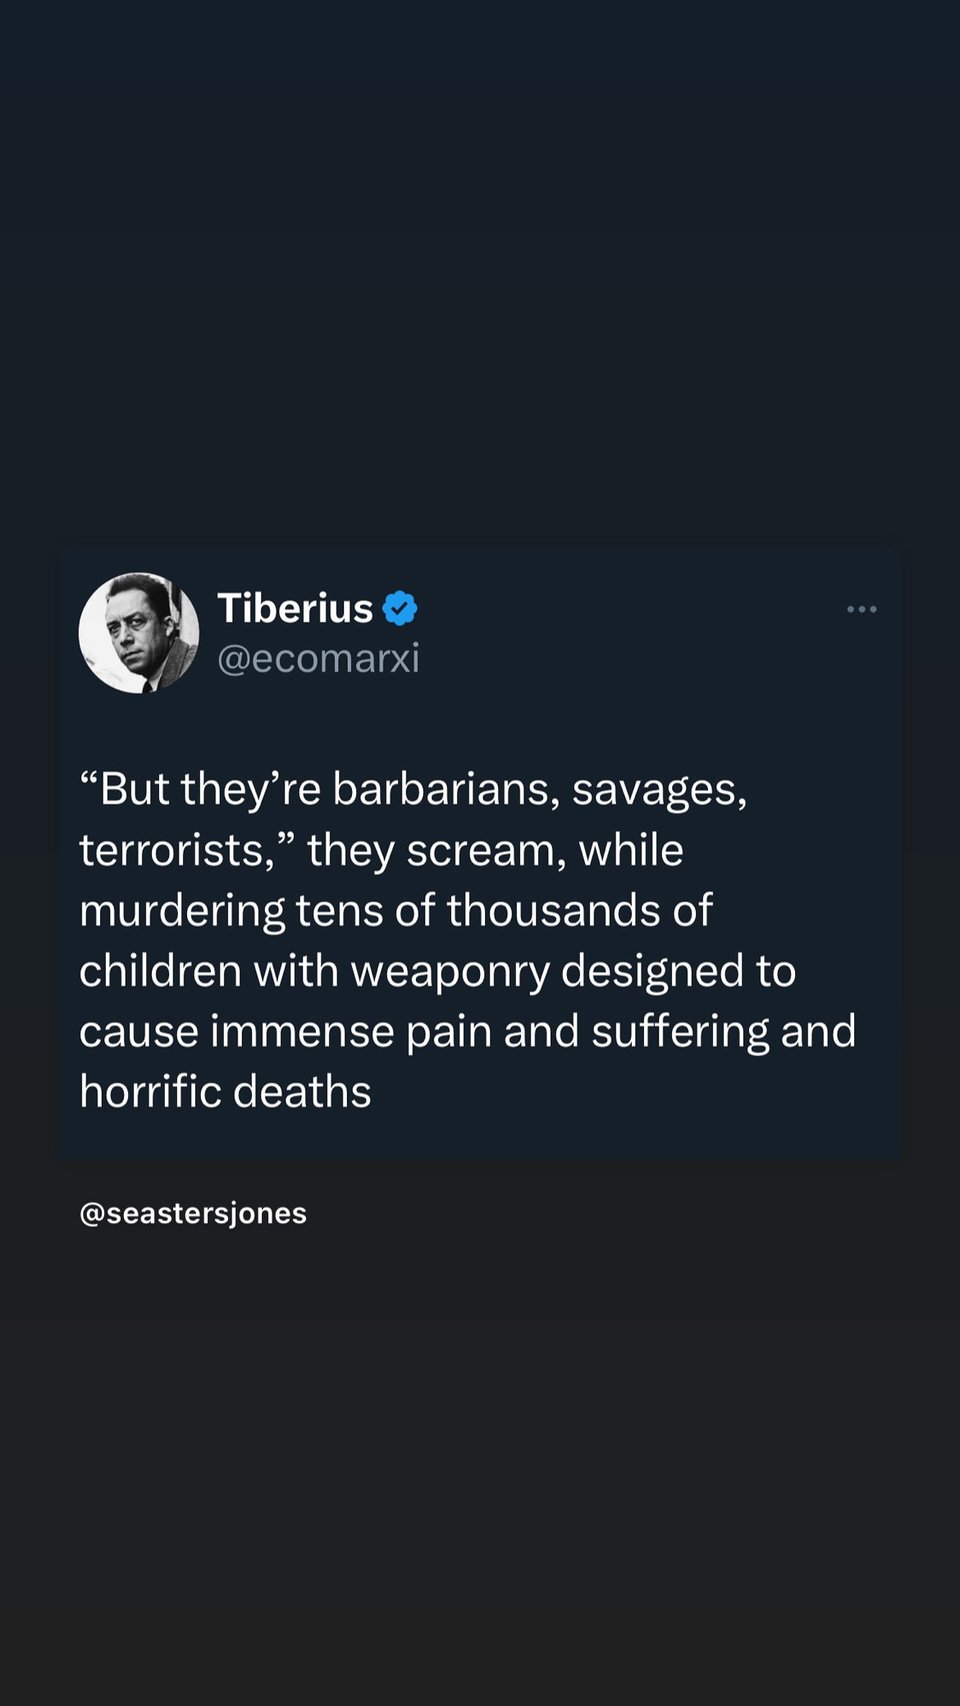 Tiberius
@ecomarxi
“But they’re barbarians, savages,
terrorists,” they scream, while
murdering tens of thousands of
children with weaponry designed to
cause immense pain and suffering and
horrific deaths
@seastersjones